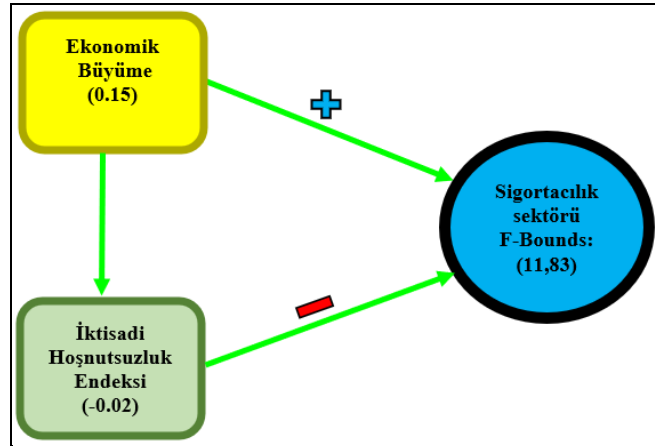 Ekonomik
Büyüme
(0.15)
Sigortacılık
sektörü
F-Bounds:
(11,83)
İktisadi
Hoşnutsuzluk
Endeksi
(-0.02)